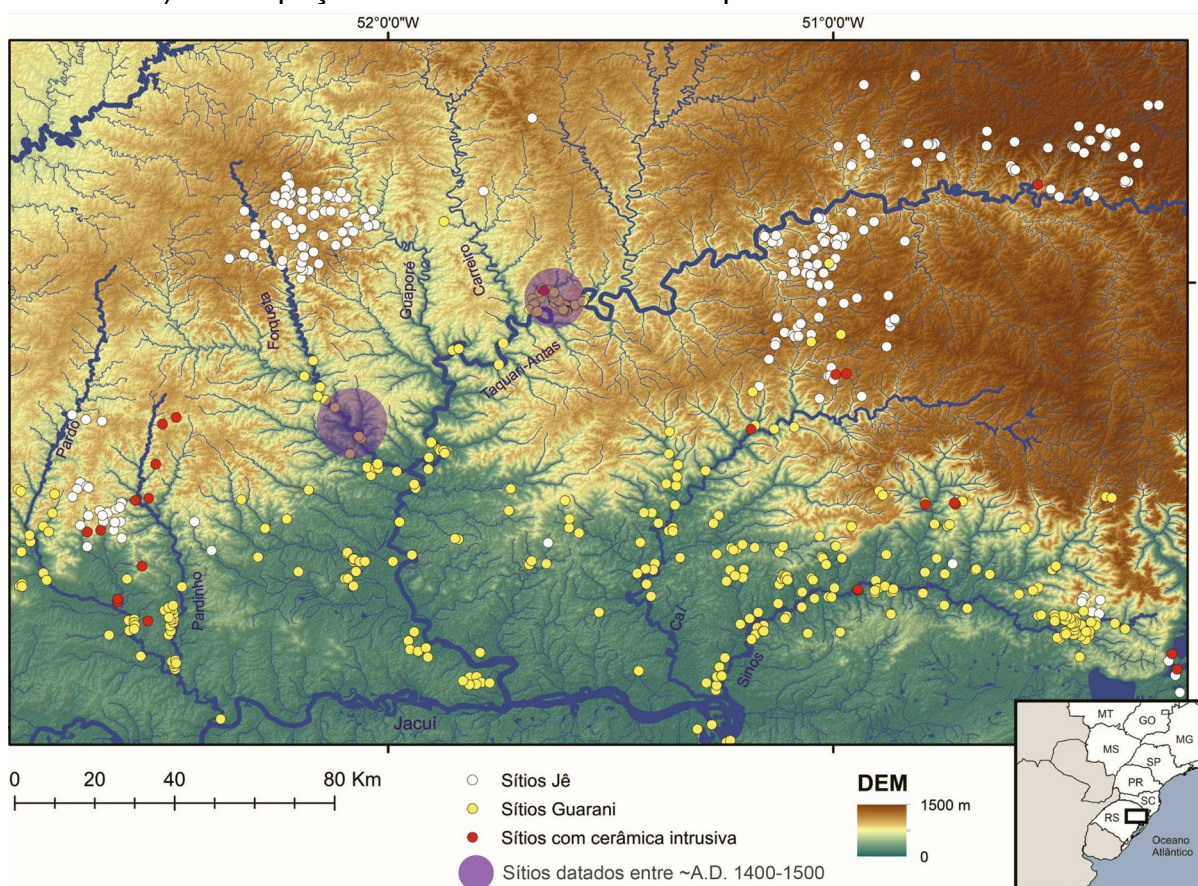 52°0'0"W 51°0'0"W
Forqueta
Guaporé
Carreiro
Taquari-Antas
Pardo
Pardinho
Caí
Sinos
Jacuí
0 20 40 80 Km
Sítios Jê
Sítios Guarani
Sítios com cerâmica intrusiva
Sítios datados entre ~A.D. 1400-1500
DEM
1500 m
0
MT
GO
MG
MS
SP
PR
SC
RS
Oceano
Atlântico